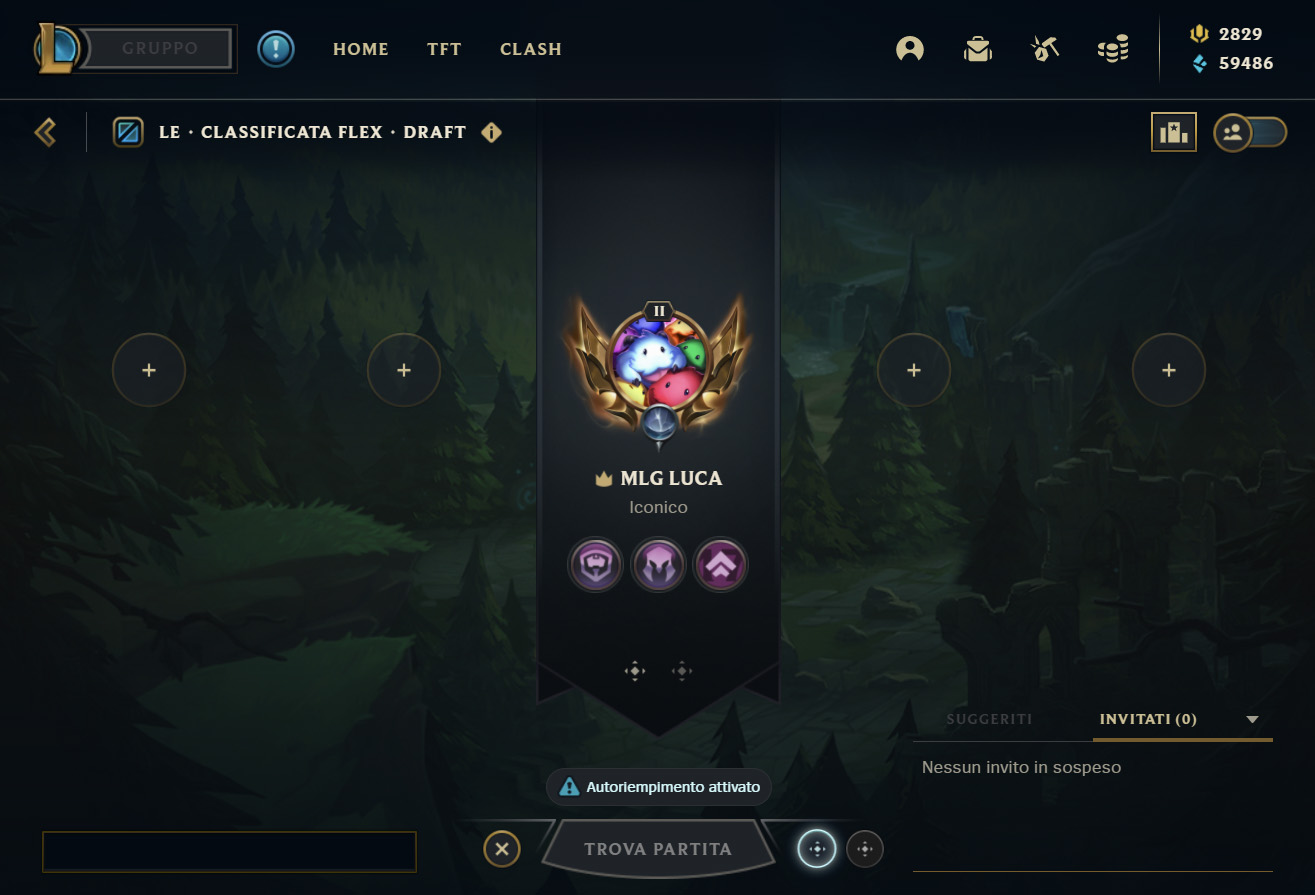 GRUPPO
HOME
TFT
CLASH
2829
59486
LE • CLASSIFICATA FLEX • DRAFT
II
MLG LUCA
Iconico
SUGGERITI
INVITATI (0)
Nessun invito in sospeso
Autoriempimento attivato
TROVA PARTITA